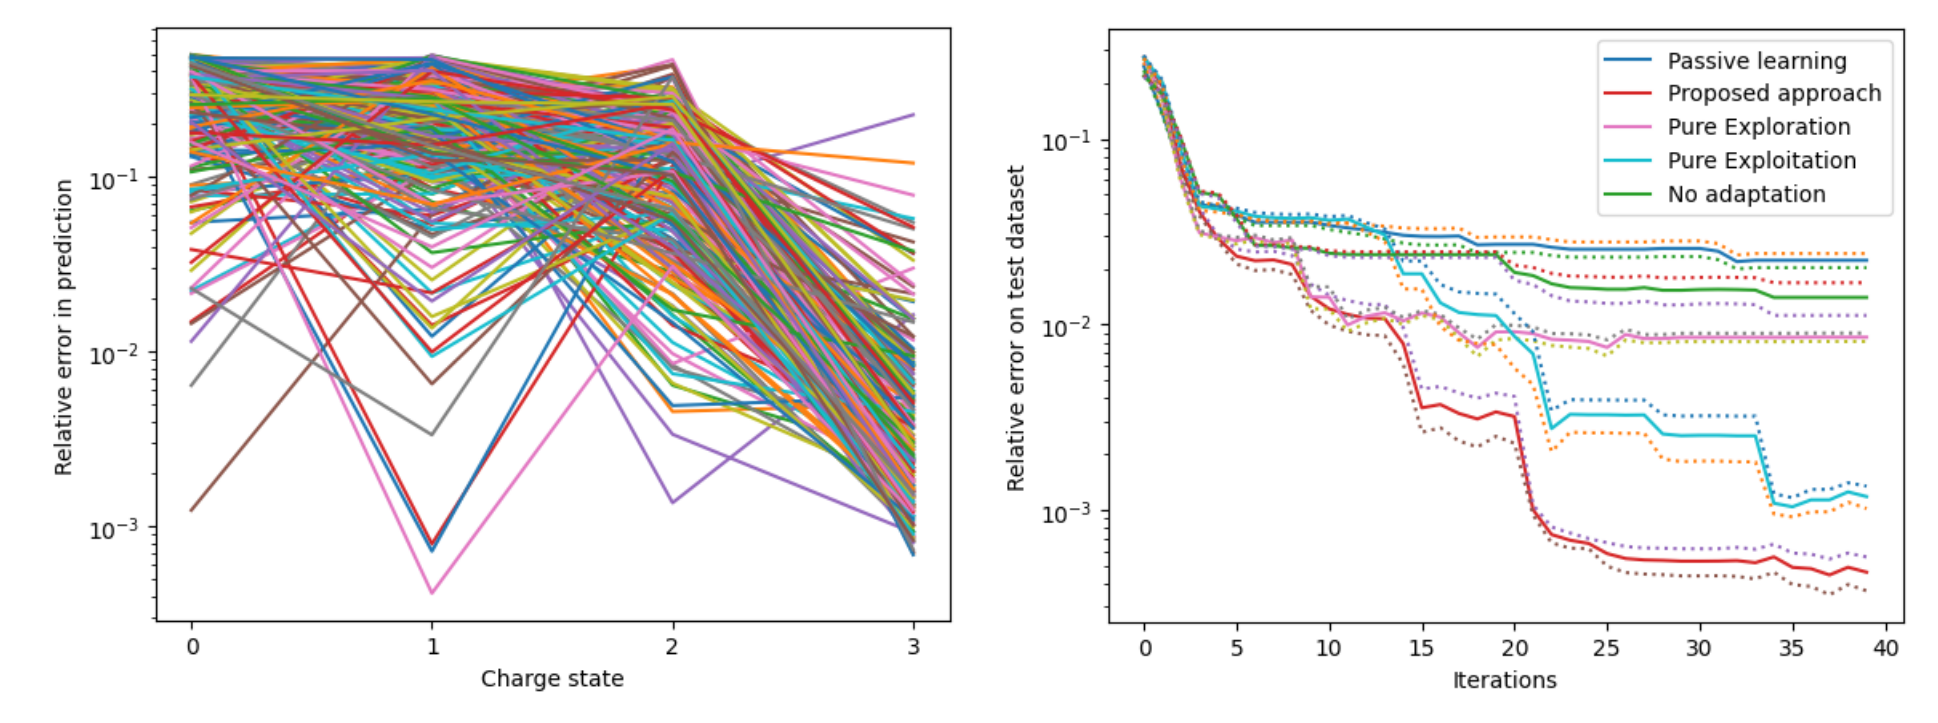 Relative error in prediction
10⁻¹
10⁻²
10⁻³
0 1 2 3
Charge state
Relative error on test dataset
10⁻¹
10⁻²
10⁻³
0 5 10 15 20 25 30 35 40
Iterations
Passive learning
Proposed approach
Pure Exploration
Pure Exploitation
No adaptation